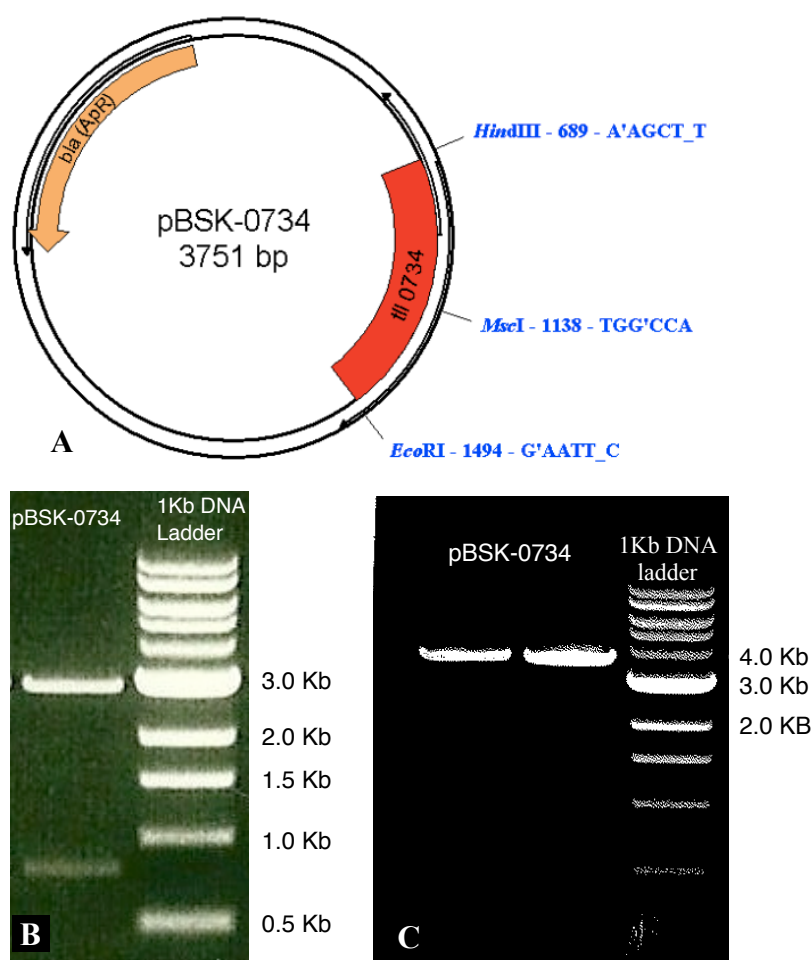 bla (ApR)
HindIII - 689 - A'AGCT_T
pBSK-0734
3751 bp
tll 0734
MscI - 1138 - TGG'CCA
A
EcoRI - 1494 - G'AATT_C
pBSK-0734
1Kb DNA
Ladder
3.0 Kb
2.0 Kb
1.5 Kb
1.0 Kb
0.5 Kb
B
pBSK-0734
1Kb DNA
ladder
4.0 Kb
3.0 Kb
2.0 KB
C